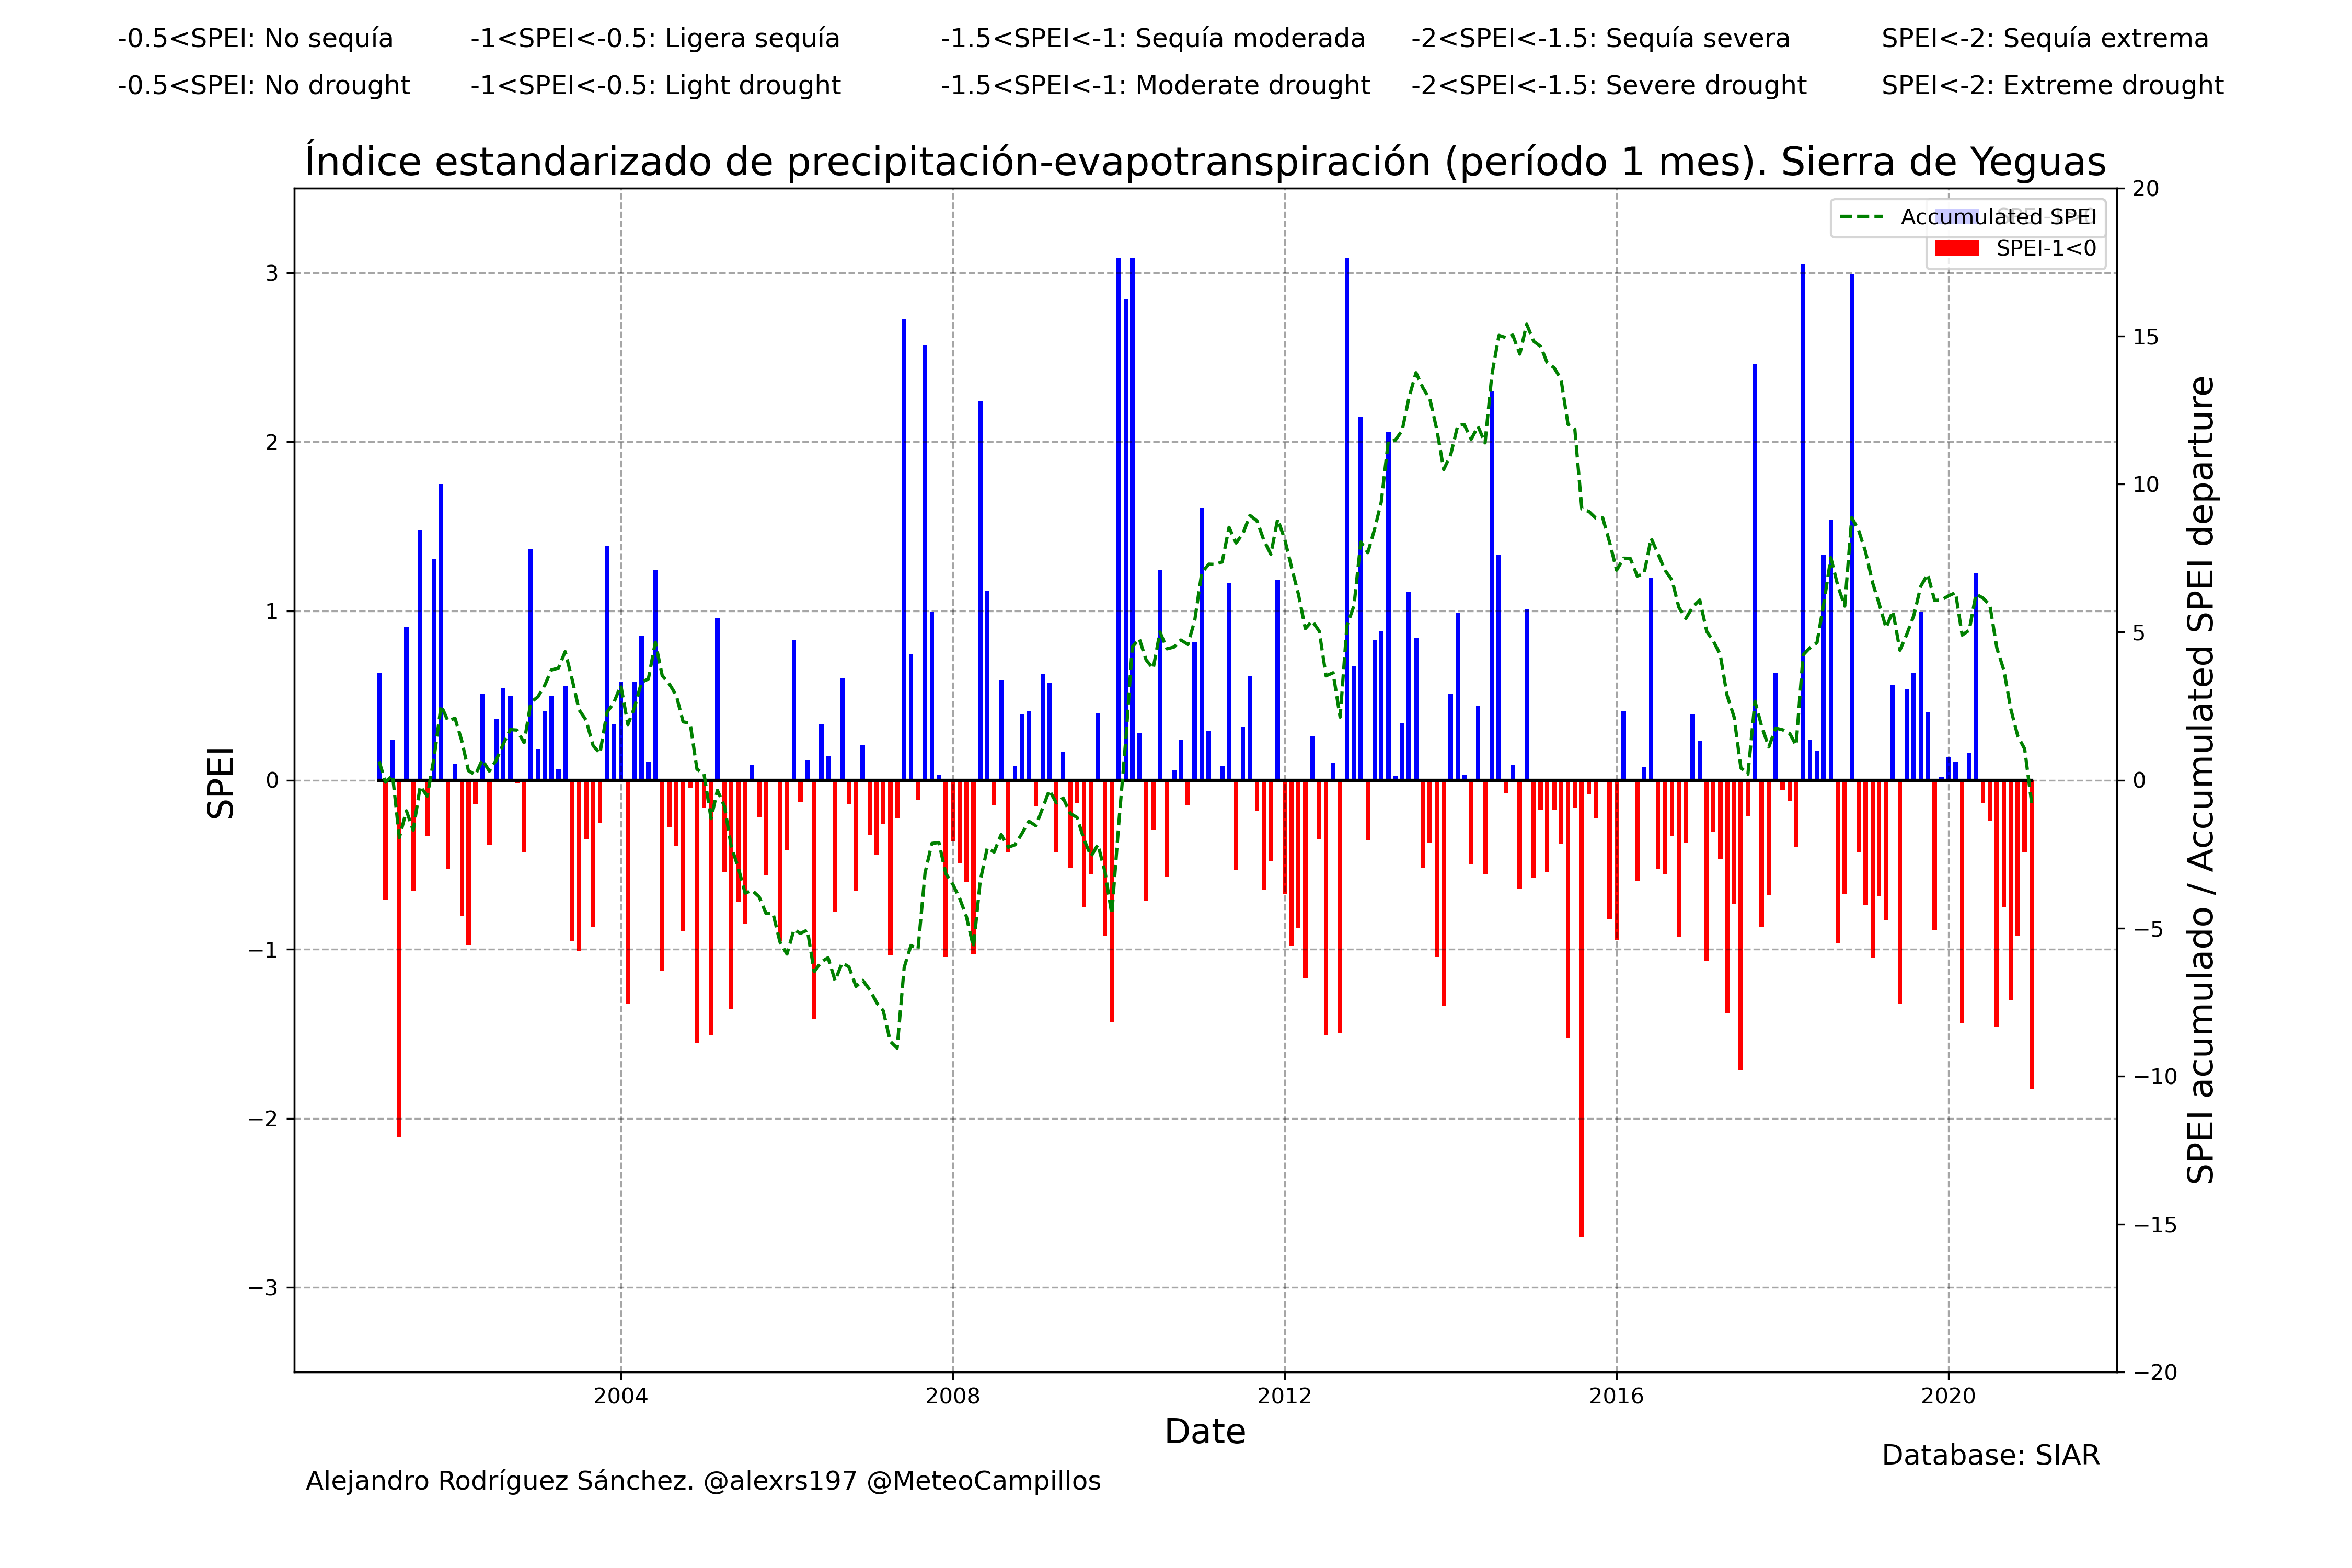 -0.5<SPEI: No sequía -1<SPEI<-0.5: Ligera sequía -1.5<SPEI<-1: Sequía moderada -2<SPEI<-1.5: Sequía severa SPEI<-2: Sequía extrema
-0.5<SPEI: No drought -1<SPEI<-0.5: Light drought -1.5<SPEI<-1: Moderate drought -2<SPEI<-1.5: Severe drought SPEI<-2: Extreme drought
Índice estandarizado de precipitación-evapotranspiración (período 1 mes). Sierra de Yeguas
Accumulated SPEI
SPEI-1<0
SPEI
3
2
1
0
−1
−2
−3
20
15
10
5
0
−5
−10
−15
−20
SPEI acumulado / Accumulated SPEI departure
2004 2008 2012 2016 2020
Date
Database: SIAR
Alejandro Rodríguez Sánchez. @alexrs197 @MeteoCampillos